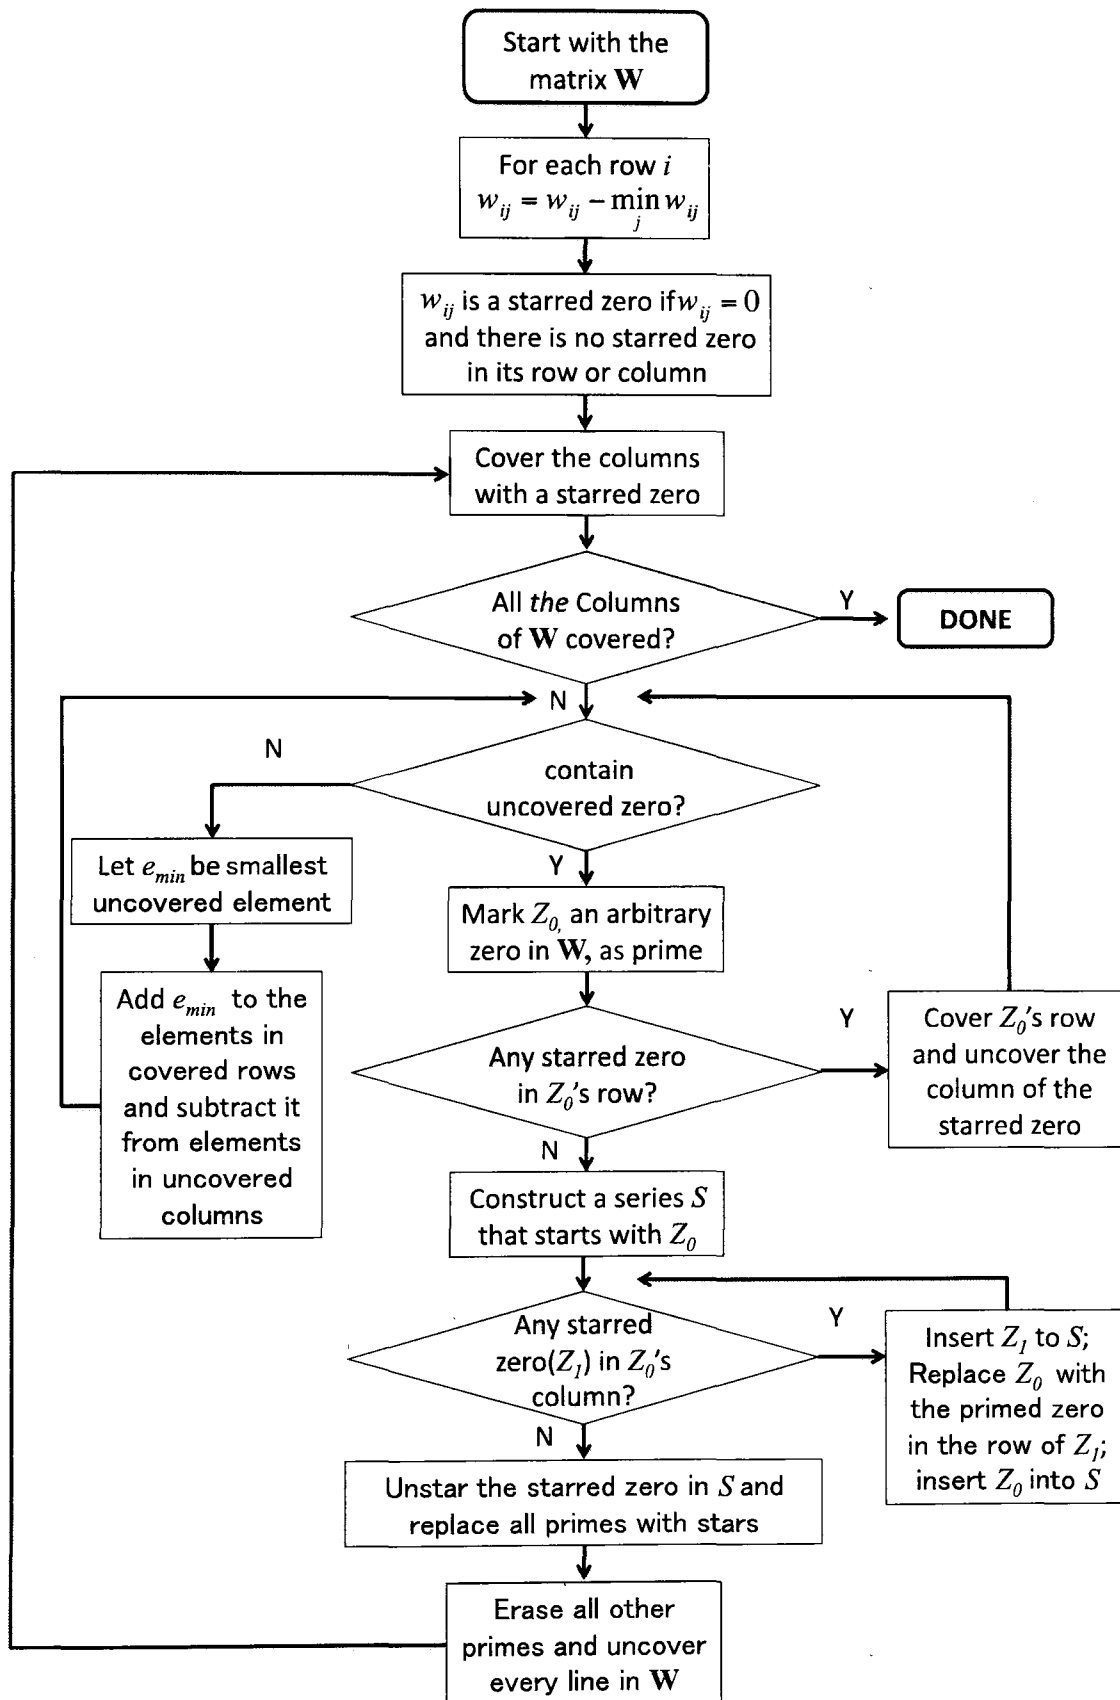 Start with the
matrix W
For each row i
w_ij = w_ij - min_j w_ij
w_ij is a starred zero if w_ij = 0
and there is no starred zero
in its row or column
Cover the columns
with a starred zero
All the Columns
of W covered?
Y
DONE
N
contain
uncovered zero?
N
Let e_min be smallest
uncovered element
Add e_min to the
elements in
covered rows
and subtract it
from elements
in uncovered
columns
Y
Mark Z_0, an arbitrary
zero in W, as prime
Any starred zero
in Z_0's row?
Y
Cover Z_0's row
and uncover the
column of the
starred zero
N
Construct a series S
that starts with Z_0
Any starred
zero(Z_1) in Z_0's
column?
Y
Insert Z_1 to S;
Replace Z_0 with
the primed zero
in the row of Z_1;
insert Z_0 into S
N
Unstar the starred zero in S and
replace all primes with stars
Erase all other
primes and uncover
every line in W